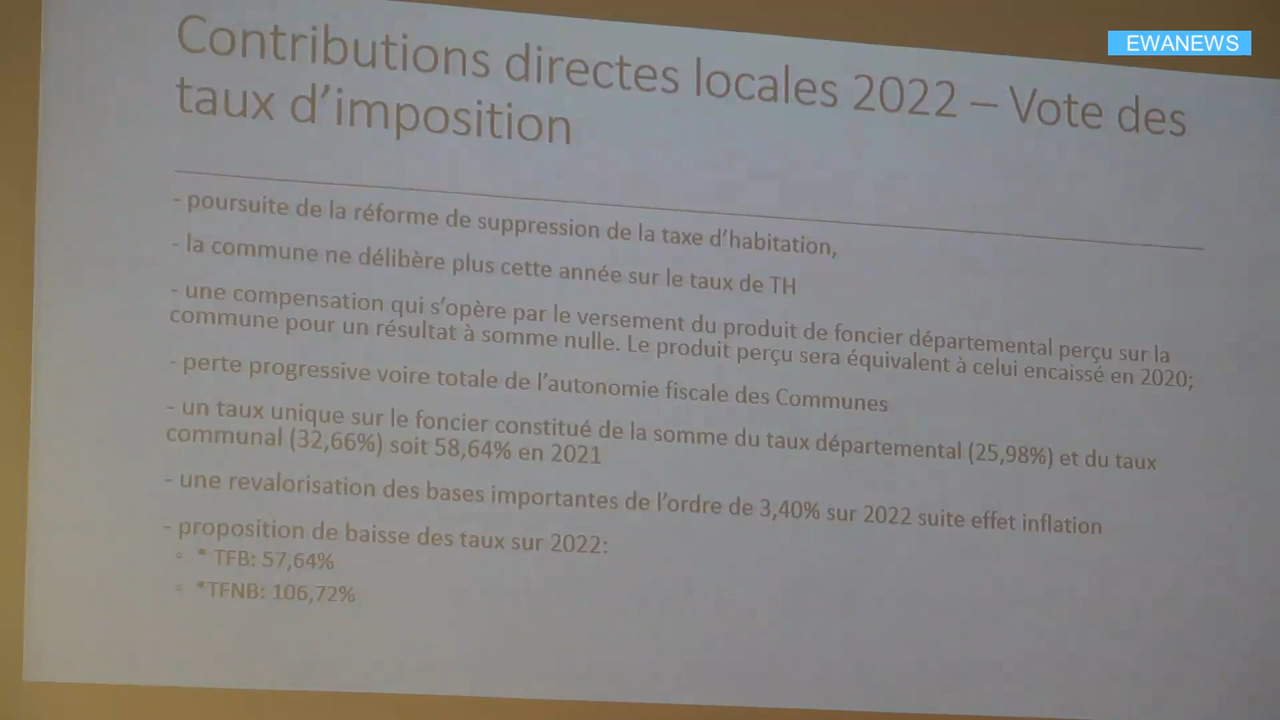 EWANEWS
Contributions directes locales 2022 – Vote des
taux d'imposition
- poursuite de la réforme de suppression de la taxe d'habitation,
- la commune ne délibère plus cette année sur le taux de TH
- une compensation qui s'opère par le versement du produit de foncier départemental perçu sur la
commune pour un résultat à somme nulle. Le produit perçu sera équivalent à celui encaissé en 2020;
- perte progressive voire totale de l'autonomie fiscale des Communes
- un taux unique sur le foncier constitué de la somme du taux départemental (25,98%) et du taux
communal (32,66%) soit 58,64% en 2021
- une revalorisation des bases importantes de l'ordre de 3,40% sur 2022 suite effet inflation
- proposition de baisse des taux sur 2022:
◦ * TFB: 57,64%
◦ *TFNB: 106,72%